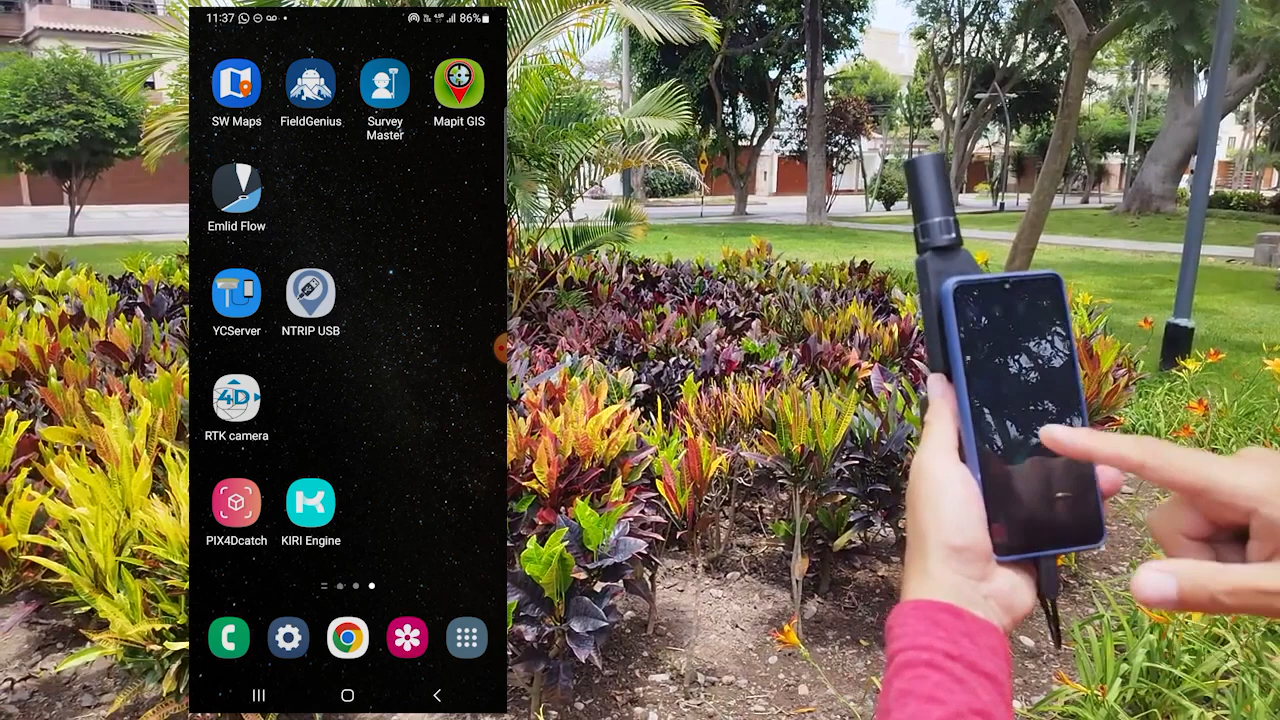 11:37
86%
SW Maps
FieldGenius
Survey
Master
Mapit GIS
Emlid Flow
YCServer
NTRIP USB
4D
RTK camera
PIX4Dcatch
KIRI Engine